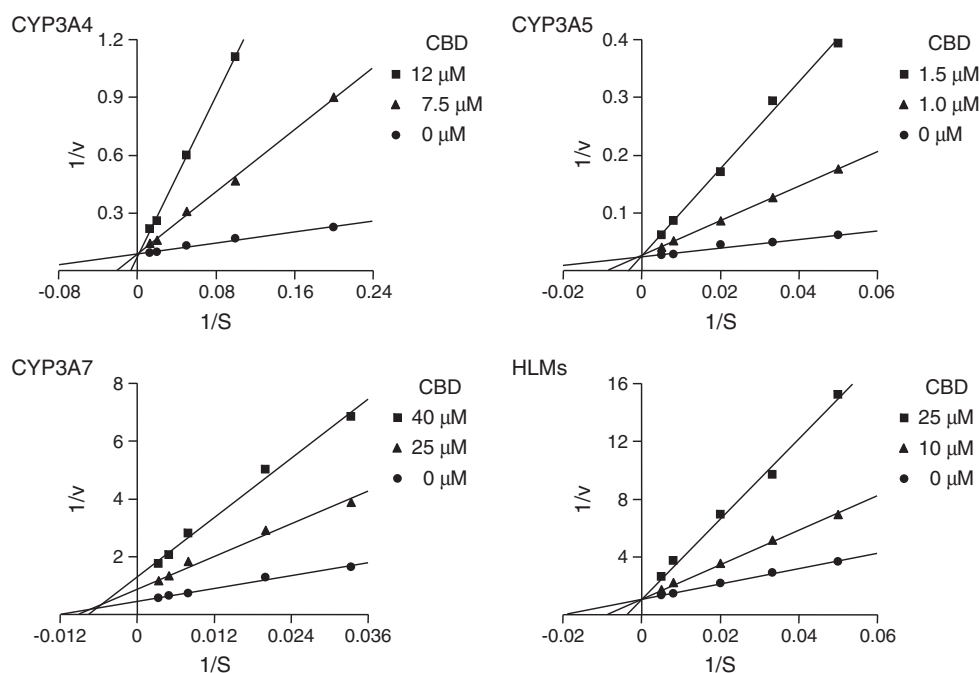 CYP3A4
1/v
1.2
0.9
0.6
0.3
-0.08
0
0.08
0.16
0.24
1/S
CBD
12 μM
7.5 μM
0 μM
CYP3A5
1/v
0.4
0.3
0.2
0.1
-0.02
0
0.02
0.04
0.06
1/S
CBD
1.5 μM
1.0 μM
0 μM
CYP3A7
1/v
8
6
4
2
-0.012
0
0.012
0.024
0.036
1/S
CBD
40 μM
25 μM
0 μM
HLMs
1/v
16
12
8
4
-0.02
0
0.02
0.04
0.06
1/S
CBD
25 μM
10 μM
0 μM